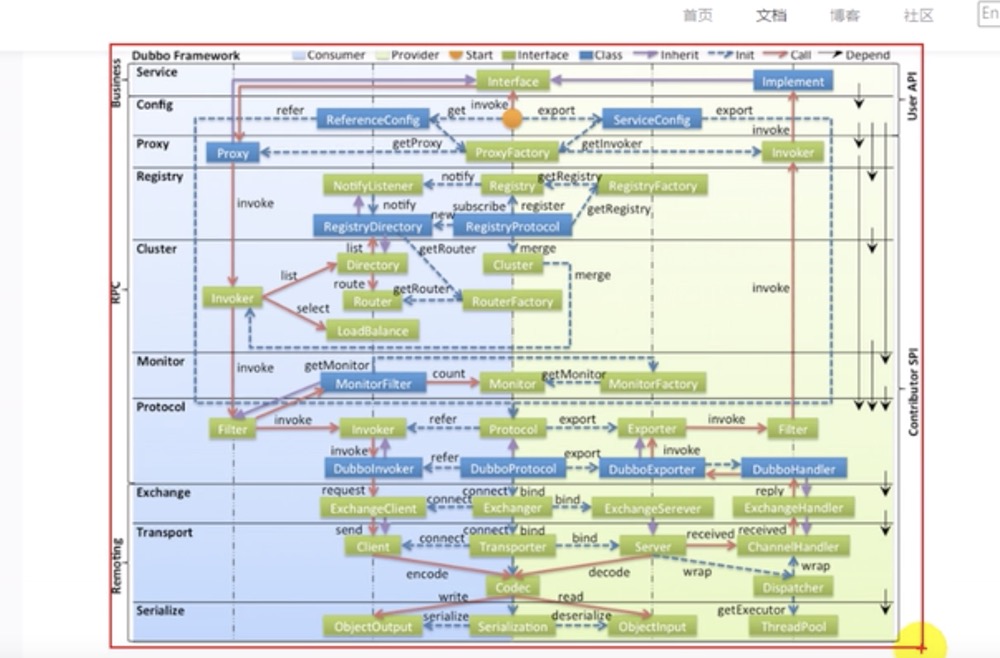 首页 文档 博客 社区 En
Dubbo Framework Consumer Provider Start Interface Class Inherit Init Call Depend
Business
Service Interface Implement
User API
Config refer ReferenceConfig get invoke export ServiceConfig export
Proxy Proxy getProxy ProxyFactory getInvoker Invoker invoke
Registry NotifyListener notify Registry getRegistry RegistryFactory
invoke notify subscribe register getRegistry
RegistryDirectory new RegistryProtocol
Cluster list getRouter merge
Directory Cluster merge
RPC
list route getRouter invoke
Invoker Router RouterFactory
select
LoadBalance
Monitor getMonitor
invoke MonitorFilter count Monitor getMonitor MonitorFactory
Contributor SPI
Protocol
Filter invoke Invoker refer Protocol export Exporter invoke Filter
invoke refer export invoke
DubboInvoker DubboProtocol DubboExporter DubboHandler
Exchange request connect bind reply
ExchangeClient connect Exchanger bind ExchangeSerever ExchangeHandler
Transport send connect bind received received
Client connect Transporter bind Server ChannelHandler
Remoting
encode decode wrap wrap
Codec Dispatcher
write read
Serialize getExecutor
ObjectOutput serialize Serialization deserialize ObjectInput ThreadPool